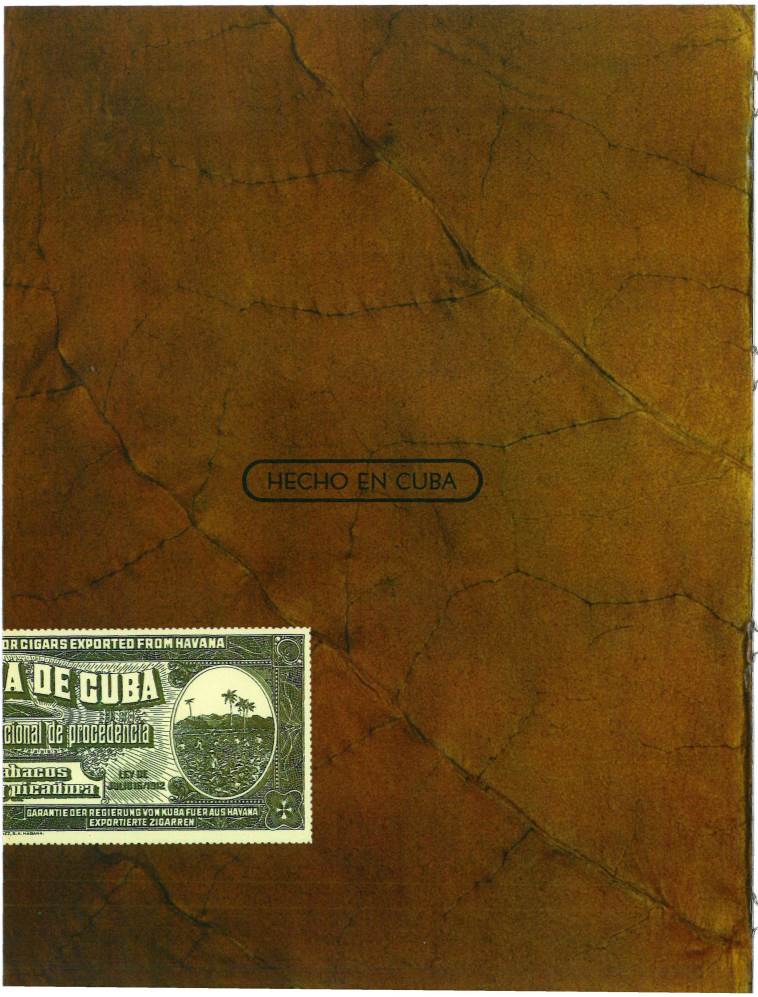 HECHO EN CUBA
OR CIGARS EXPORTED FROM HAVANA
A DE CUBA
cional de procedencia
abacos
picadura
LEY DE
JULIO 16/1912
GARANTIE DER REGIERUNG VON KUBA FUER AUS HAVANA
EXPORTIERTE ZIGARREN